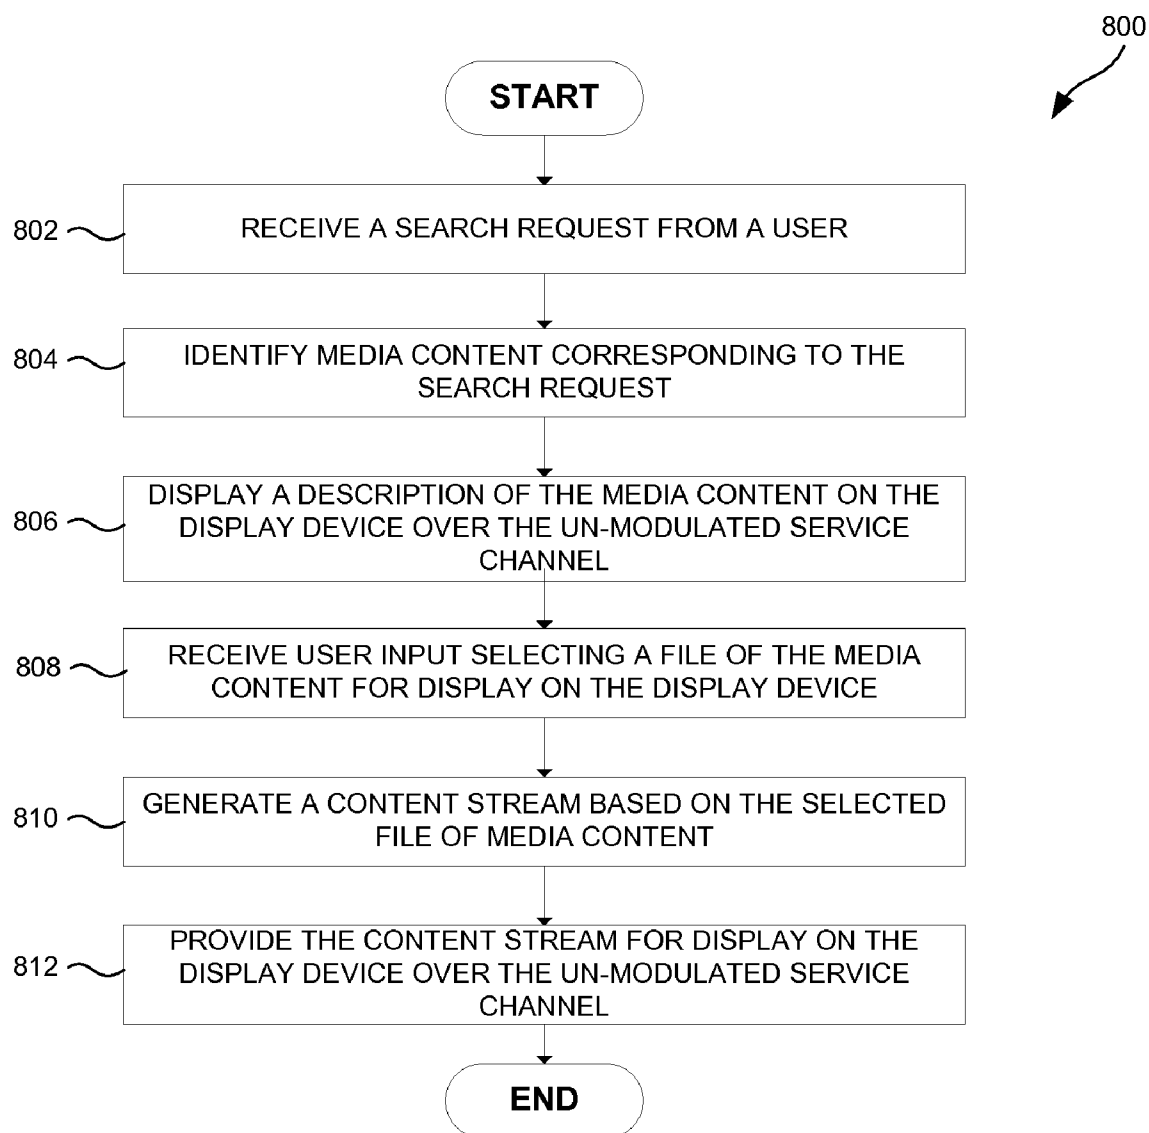 800
START
802
RECEIVE A SEARCH REQUEST FROM A USER
804
IDENTIFY MEDIA CONTENT CORRESPONDING TO THE
SEARCH REQUEST
806
DISPLAY A DESCRIPTION OF THE MEDIA CONTENT ON THE
DISPLAY DEVICE OVER THE UN-MODULATED SERVICE
CHANNEL
808
RECEIVE USER INPUT SELECTING A FILE OF THE MEDIA
CONTENT FOR DISPLAY ON THE DISPLAY DEVICE
810
GENERATE A CONTENT STREAM BASED ON THE SELECTED
FILE OF MEDIA CONTENT
812
PROVIDE THE CONTENT STREAM FOR DISPLAY ON THE
DISPLAY DEVICE OVER THE UN-MODULATED SERVICE
CHANNEL
END